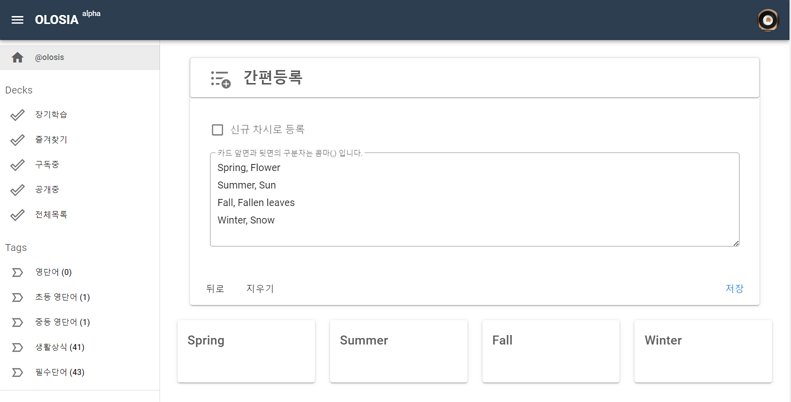 OLOSIA alpha
@olosis
Decks
장기학습
즐겨찾기
구독중
공개중
전체목록
Tags
영단어 (0)
초등 영단어 (1)
중등 영단어 (1)
생활상식 (41)
필수단어 (43)
간편등록
신규 차시로 등록
카드 앞면과 뒷면의 구분자는 콤마(,) 입니다.
Spring, Flower
Summer, Sun
Fall, Fallen leaves
Winter, Snow
뒤로 지우기 저장
Spring Summer Fall Winter